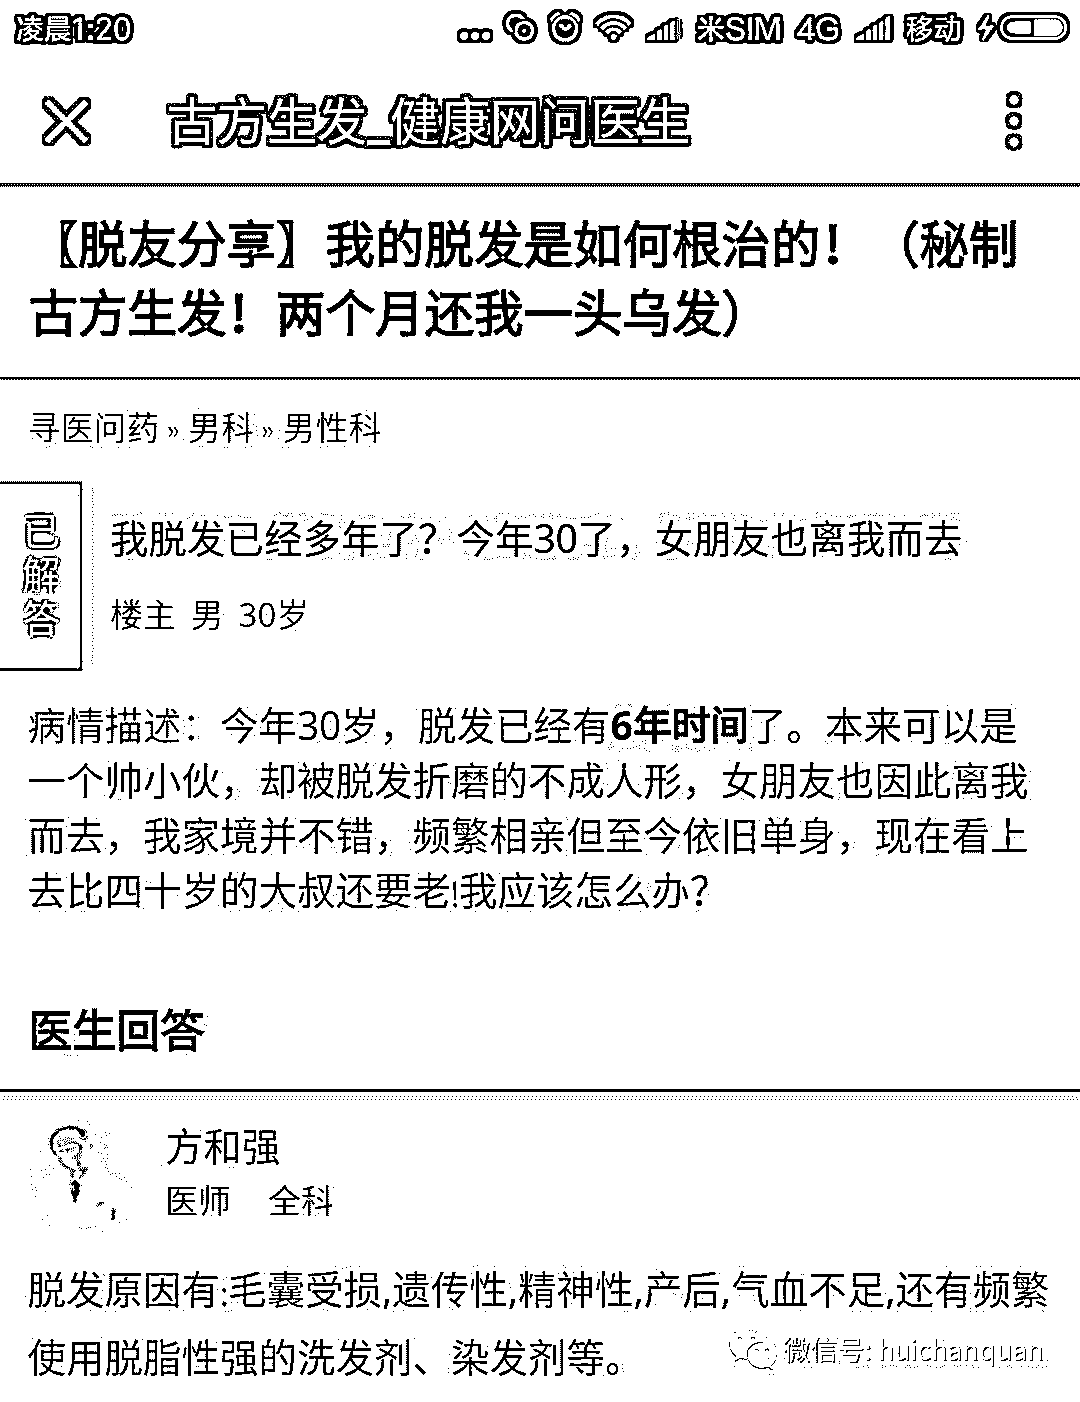 凌晨1:20
... 米SIM 4G 移动
古方生发_健康网问医生
【脱友分享】我的脱发是如何根治的！（秘制
古方生发！两个月还我一头乌发）
寻医问药 » 男科 » 男性科
已解答
我脱发已经多年了？今年30了，女朋友也离我而去
楼主 男 30岁
病情描述：今年30岁，脱发已经有6年时间了。本来可以是
一个帅小伙，却被脱发折磨的不成人形，女朋友也因此离我
而去，我家境并不错，频繁相亲但至今依旧单身，现在看上
去比四十岁的大叔还要老!我应该怎么办？
医生回答
方和强
医师 全科
脱发原因有:毛囊受损,遗传性,精神性,产后,气血不足,还有频繁
使用脱脂性强的洗发剂、染发剂等。
微信号: huichanquan